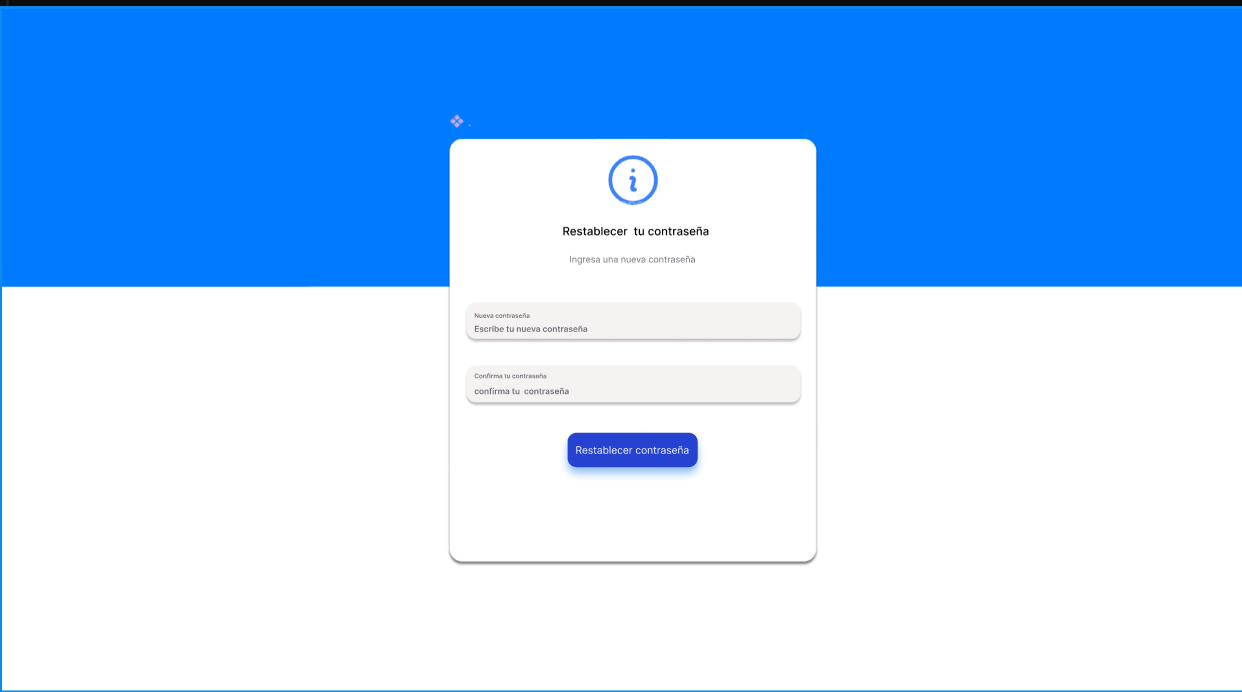 Restablecer  tu contraseña
Ingresa una nueva contraseña
Nueva contraseña
Escribe tu nueva contraseña
Confirma tu contraseña
confirma tu  contraseña
Restablecer contraseña